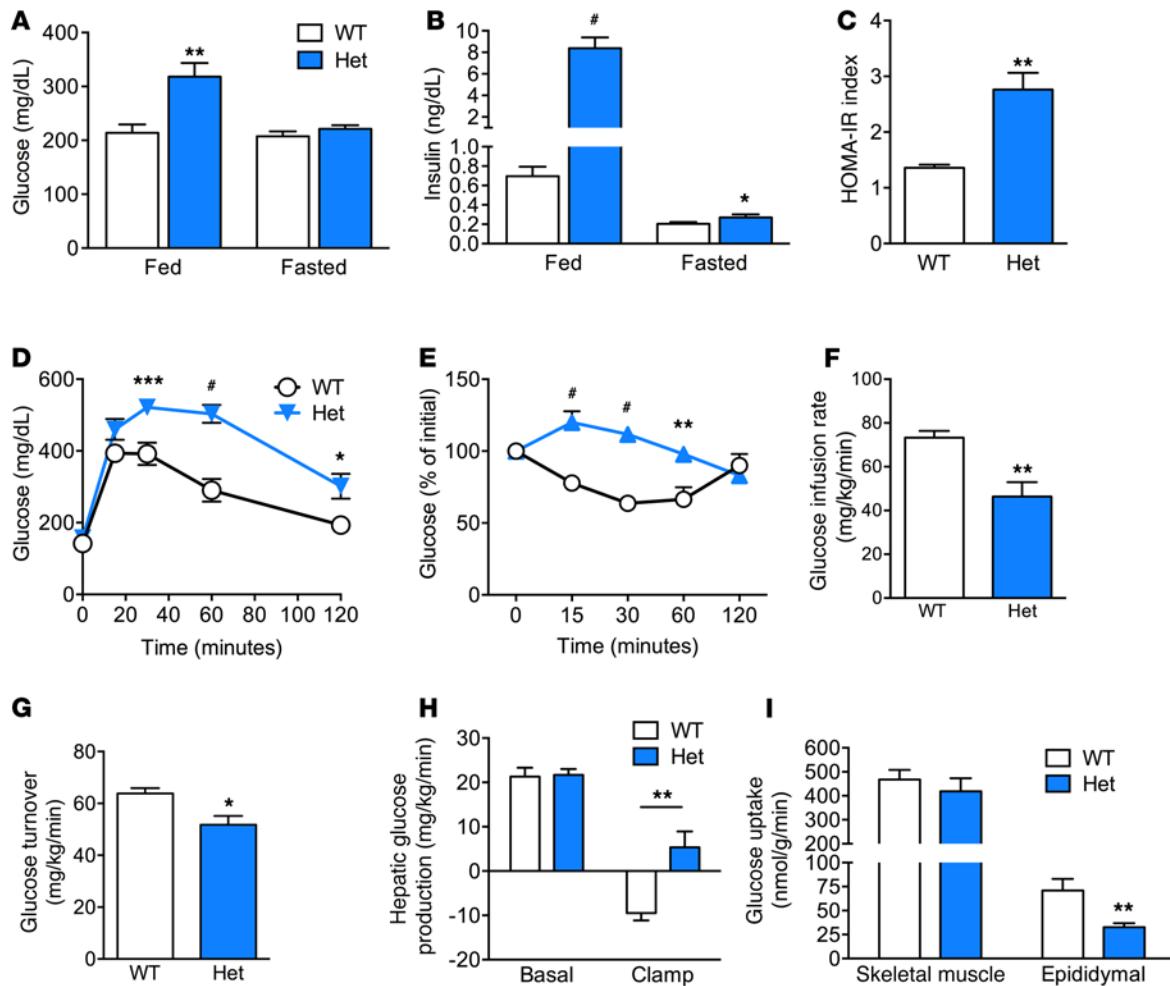 A
Glucose (mg/dL)
400
300
200
100
0
**
WT
Het
Fed
Fasted
B
Insulin (ng/dL)
10
8
6
4
2
0.8
0.6
0.4
0.2
0.0
#
*
Fed
Fasted
C
HOMA-IR index
4
3
2
1
0
**
WT
Het
D
Glucose (mg/dL)
600
400
200
0
***
#
*
WT
Het
0 20 40 60 80 100 120
Time (minutes)
E
Glucose (% of initial)
150
100
50
0
#
#
**
0 15 30 60 120
Time (minutes)
F
Glucose infusion rate
(mg/kg/min)
100
80
60
40
20
0
**
WT
Het
G
Glucose turnover
(mg/kg/min)
80
60
40
20
0
*
WT
Het
H
Hepatic glucose
production (mg/kg/min)
30
20
10
0
-10
-20
WT
Het
**
Basal
Clamp
I
Glucose uptake
(nmol/g/min)
600
500
400
300
200
100
75
50
25
0
WT
Het
**
Skeletal muscle
Epididymal